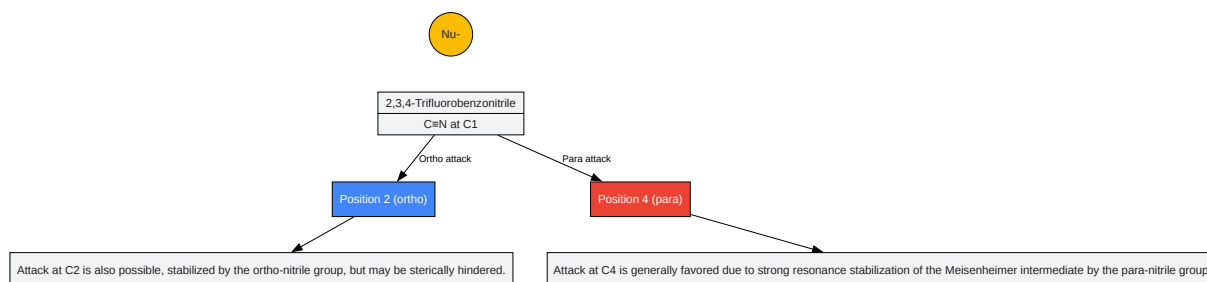 Nu-
2,3,4-Trifluorobenzonitrile
C≡N at C1
Ortho attack
Para attack
Position 2 (ortho)
Position 4 (para)
Attack at C2 is also possible, stabilized by the ortho-nitrile group, but may be sterically hindered.
Attack at C4 is generally favored due to strong resonance stabilization of the Meisenheimer intermediate by the para-nitrile group